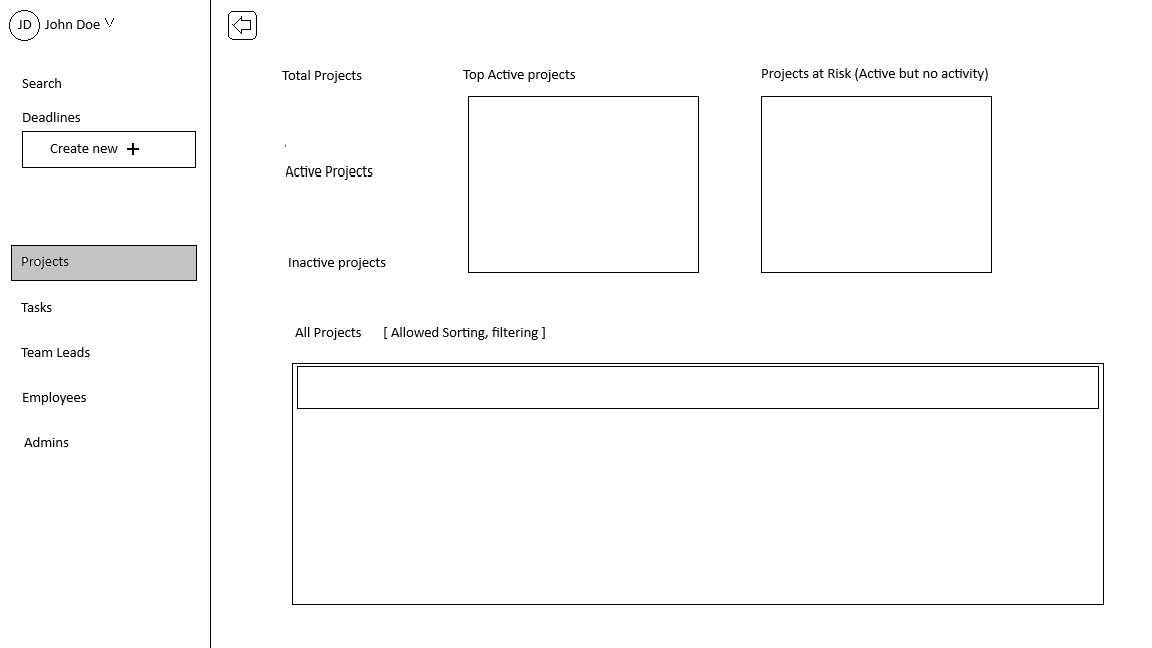 JD John Doe
Search
Deadlines
Create new +
Projects
Tasks
Team Leads
Employees
Admins
Total Projects
Active Projects
Inactive projects
Top Active projects
Projects at Risk (Active but no activity)
All Projects [ Allowed Sorting, filtering ]